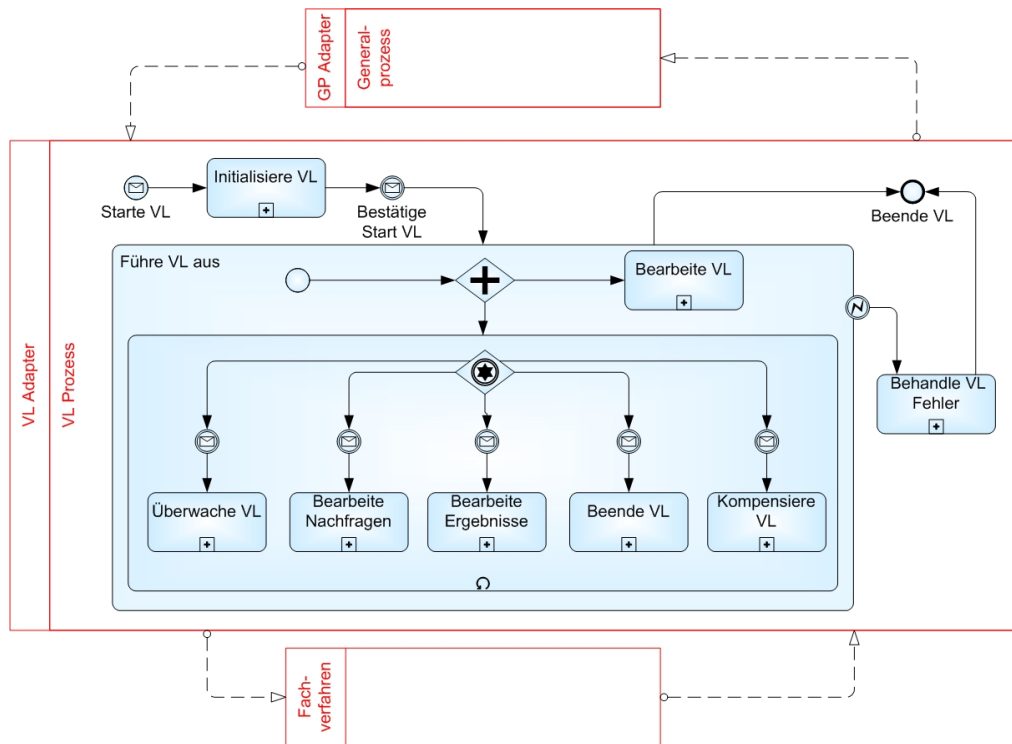 GP Adapter
General-
prozess
VL Adapter
VL Prozess
Starte VL
Initialisiere VL
Bestätige
Start VL
Beende VL
Führe VL aus
Bearbeite VL
Behandle VL
Fehler
Überwache VL
Bearbeite
Nachfragen
Bearbeite
Ergebnisse
Beende VL
Kompensiere
VL
Fach-
verfahren